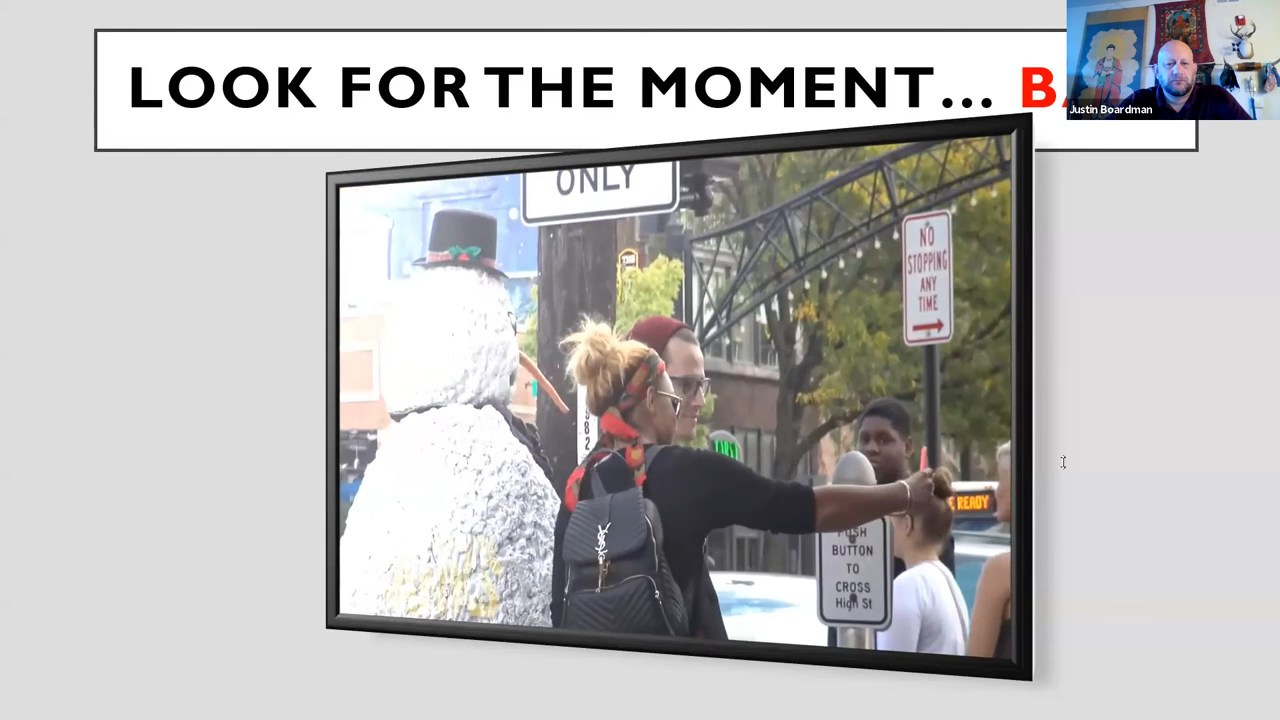 LOOK FOR THE MOMENT…
Justin Boardman
ONLY
NO
STOPPING
ANY
TIME
PUSH
BUTTON
TO
CROSS
High St
READY